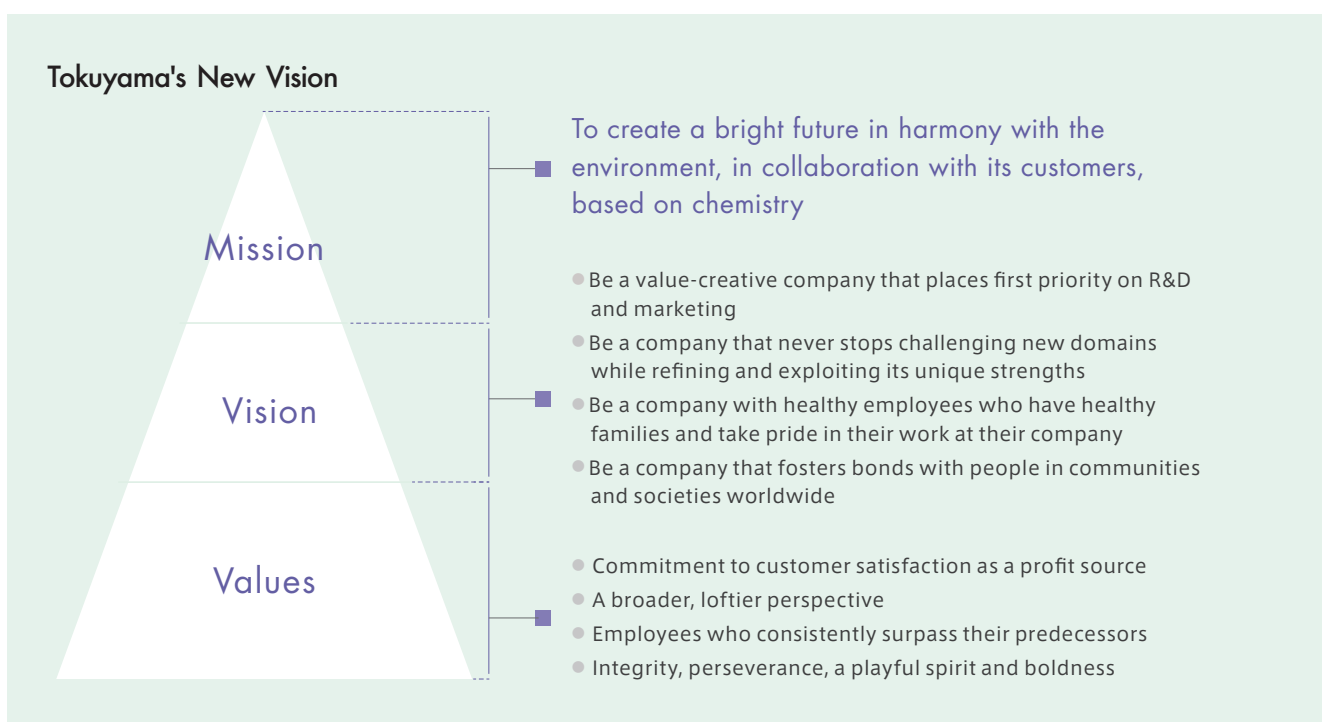 Tokuyama's New Vision
Mission
To create a bright future in harmony with the
environment, in collaboration with its customers,
based on chemistry
Vision
● Be a value-creative company that places first priority on R&D
and marketing
● Be a company that never stops challenging new domains
while refining and exploiting its unique strengths
● Be a company with healthy employees who have healthy
families and take pride in their work at their company
● Be a company that fosters bonds with people in communities
and societies worldwide
Values
● Commitment to customer satisfaction as a profit source
● A broader, loftier perspective
● Employees who consistently surpass their predecessors
● Integrity, perseverance, a playful spirit and boldness